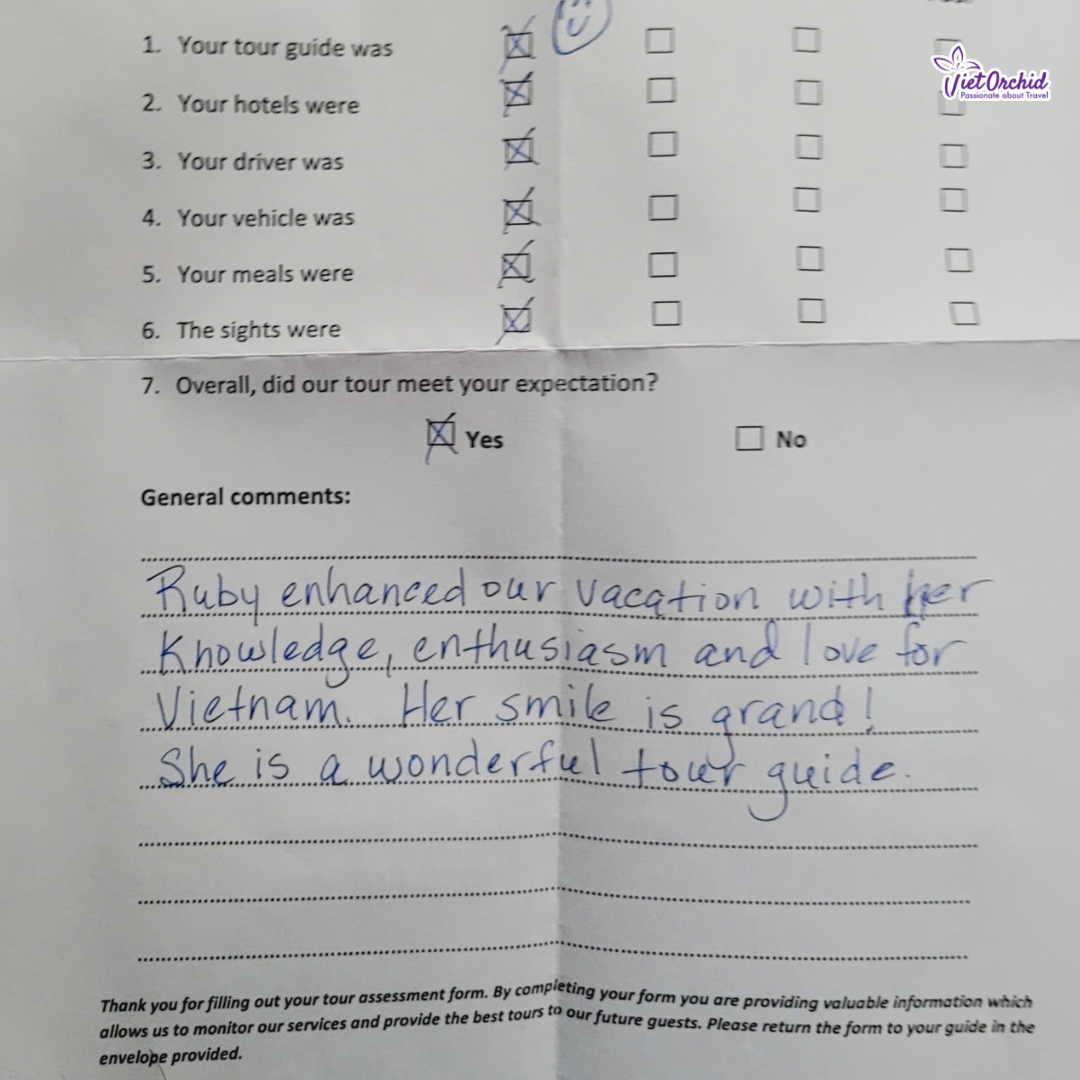 1. Your tour guide was
2. Your hotels were
3. Your driver was
4. Your vehicle was
5. Your meals were
6. The sights were
7. Overall, did our tour meet your expectation?
Yes No
General comments:
Ruby enhanced our vacation with her
Knowledge, enthusiasm and love for
Vietnam. Her smile is grand!
She is a wonderful tour guide.
Thank you for filling out your tour assessment form. By completing your form you are providing valuable information which
allows us to monitor our services and provide the best tours to our future guests. Please return the form to your guide in the
envelope provided.
VietOrchid
Passionate about Travel